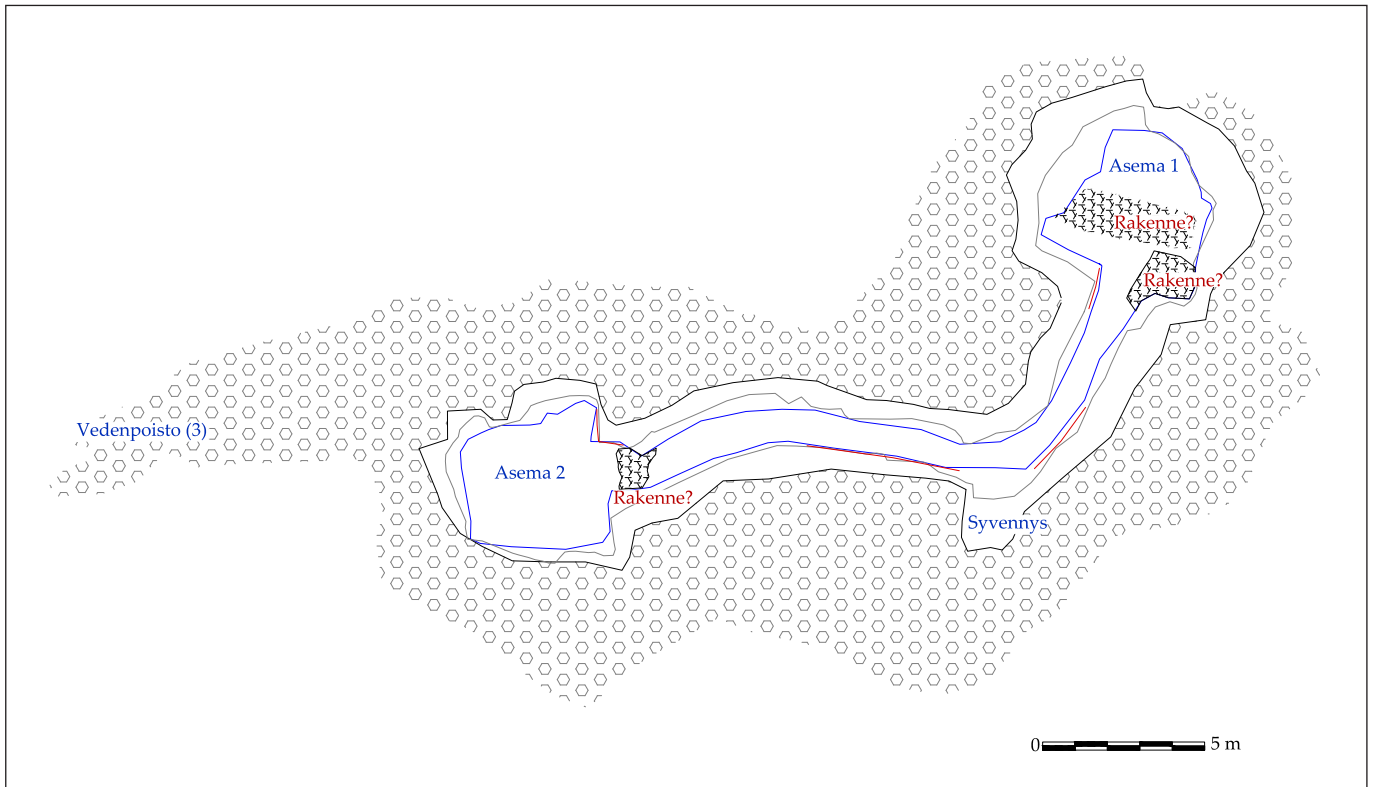 Asema 1
Rakenne?
Rakenne?
Vedenpoisto (3)
Asema 2
Rakenne?
Syvennys
0 5 m